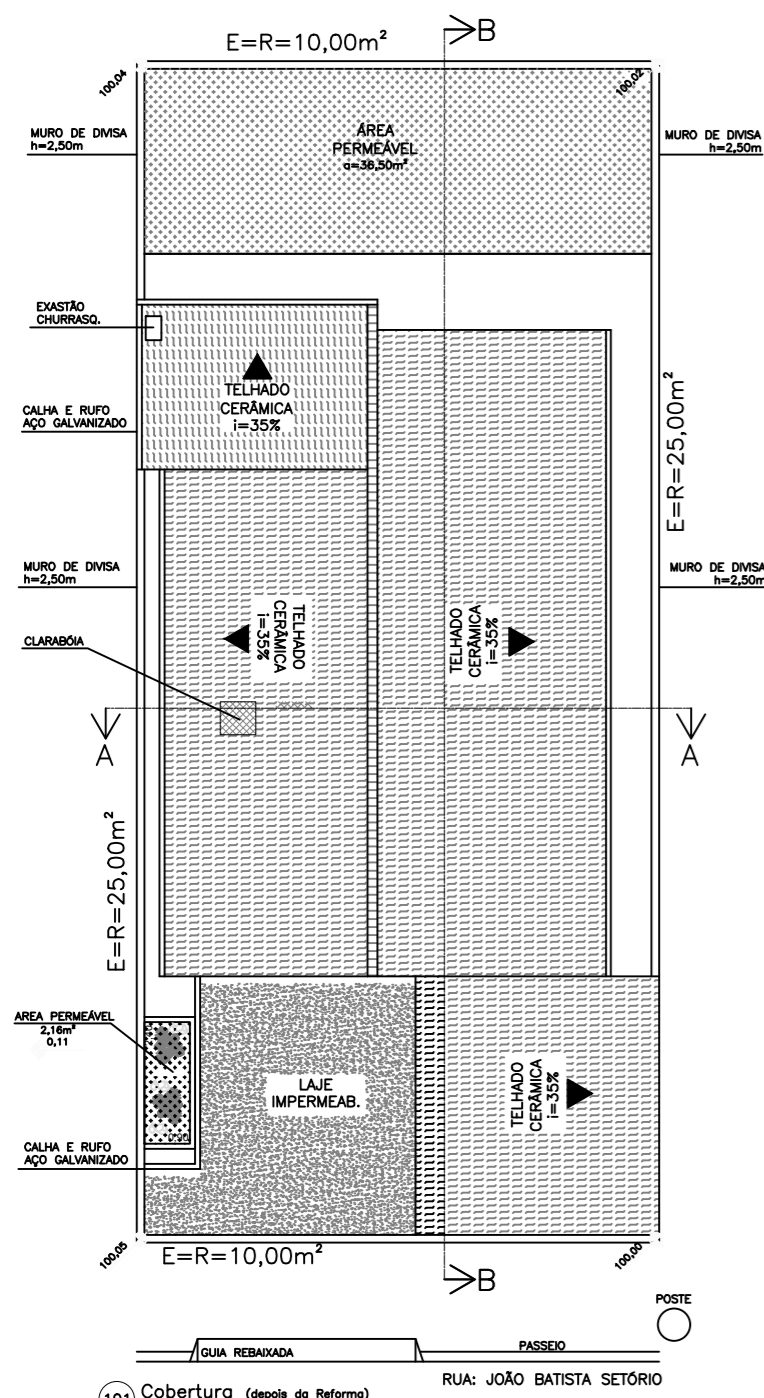 B
E=R=10,00m²
100,04
100,02
MURO DE DIVISA
h=2,50m
ÁREA
PERMEÁVEL
a=36,50m²
MURO DE DIVISA
h=2,50m
EXASTÃO
CHURRASQ.
TELHADO
CERÂMICA
i=35%
CALHA E RUFO
AÇO GALVANIZADO
E=R=25,00m²
MURO DE DIVISA
h=2,50m
MURO DE DIVISA
h=2,50m
TELHADO
CERÂMICA
i=35%
TELHADO
CERÂMICA
i=35%
CLARABÓIA
A
A
E=R=25,00m²
AREA PERMEÁVEL
2,16m²
0,11
LAJE
IMPERMEAB.
TELHADO
CERÂMICA
i=35%
0,90
CALHA E RUFO
AÇO GALVANIZADO
100,05
E=R=10,00m²
100,00
B
POSTE
GUIA REBAIXADA
PASSEIO
RUA: JOÃO BATISTA SETÓRIO
101 Cobertura (depois da Reforma)